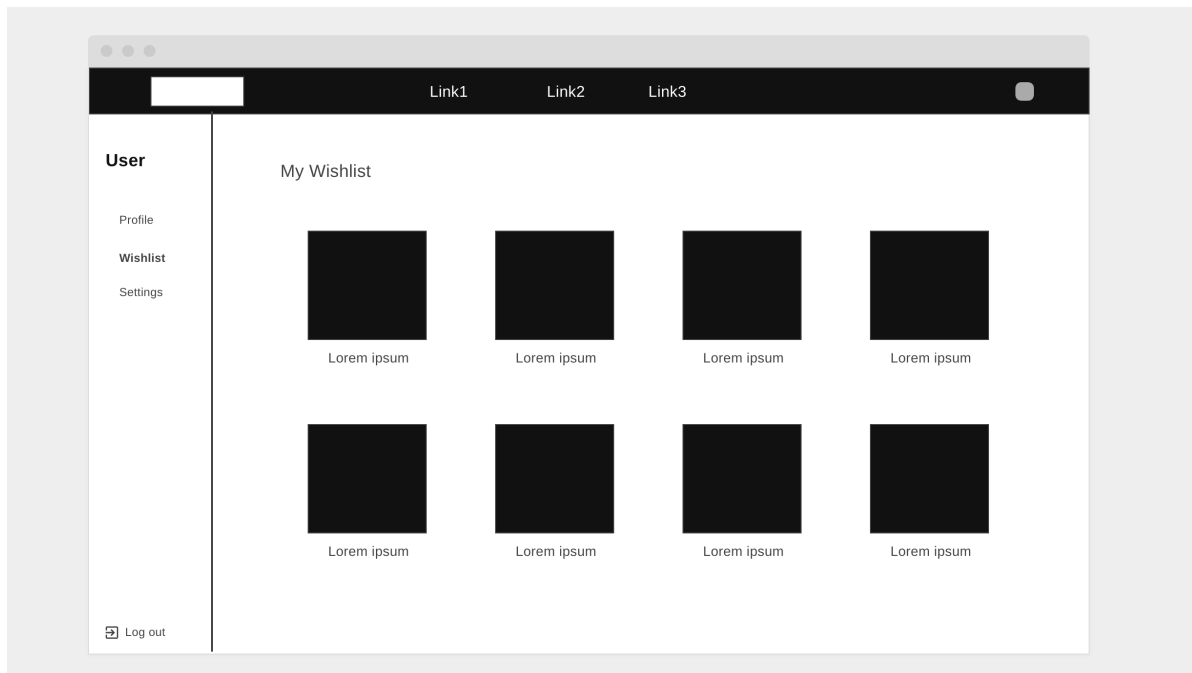 Link1 Link2 Link3
User
Profile
Wishlist
Settings
Log out
My Wishlist
Lorem ipsum Lorem ipsum Lorem ipsum Lorem ipsum
Lorem ipsum Lorem ipsum Lorem ipsum Lorem ipsum